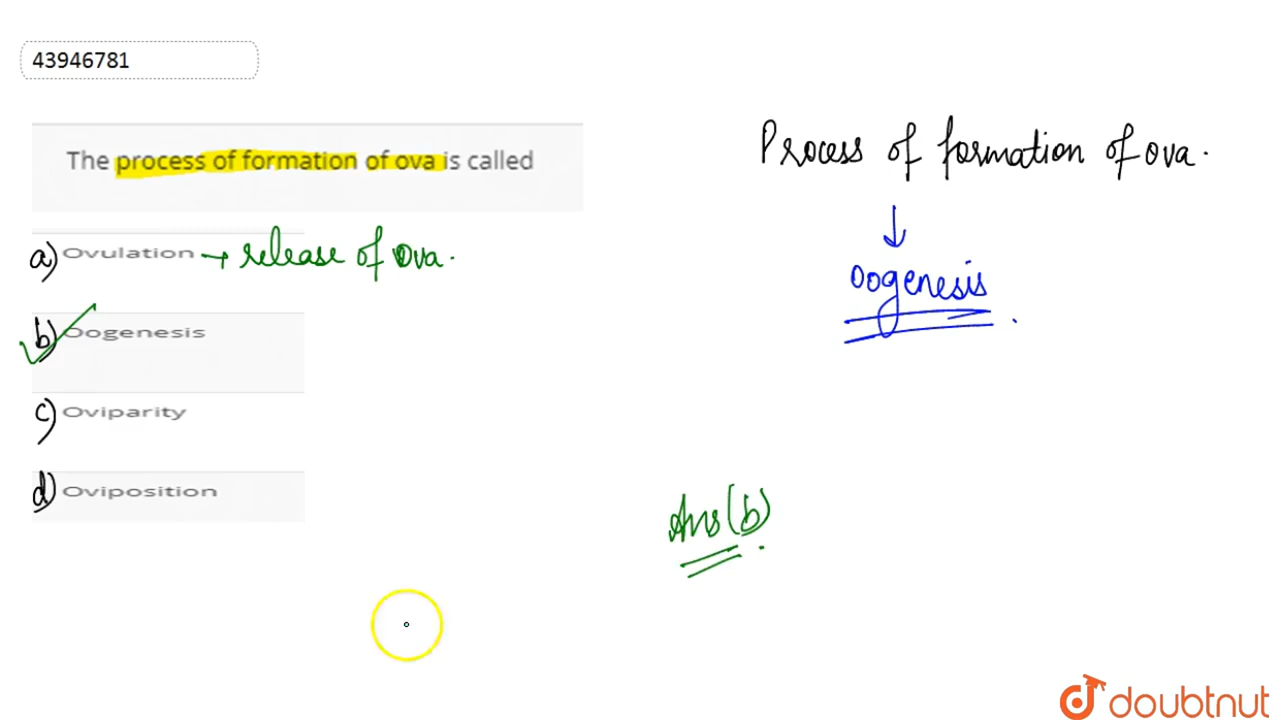 43946781
The process of formation of ova is called
a) Ovulation → release of Ova.
b) Oogenesis
c) Oviparity
d) Oviposition
Process of formation of ova.
↓
oogenesis
Ans (b)
doubtnut